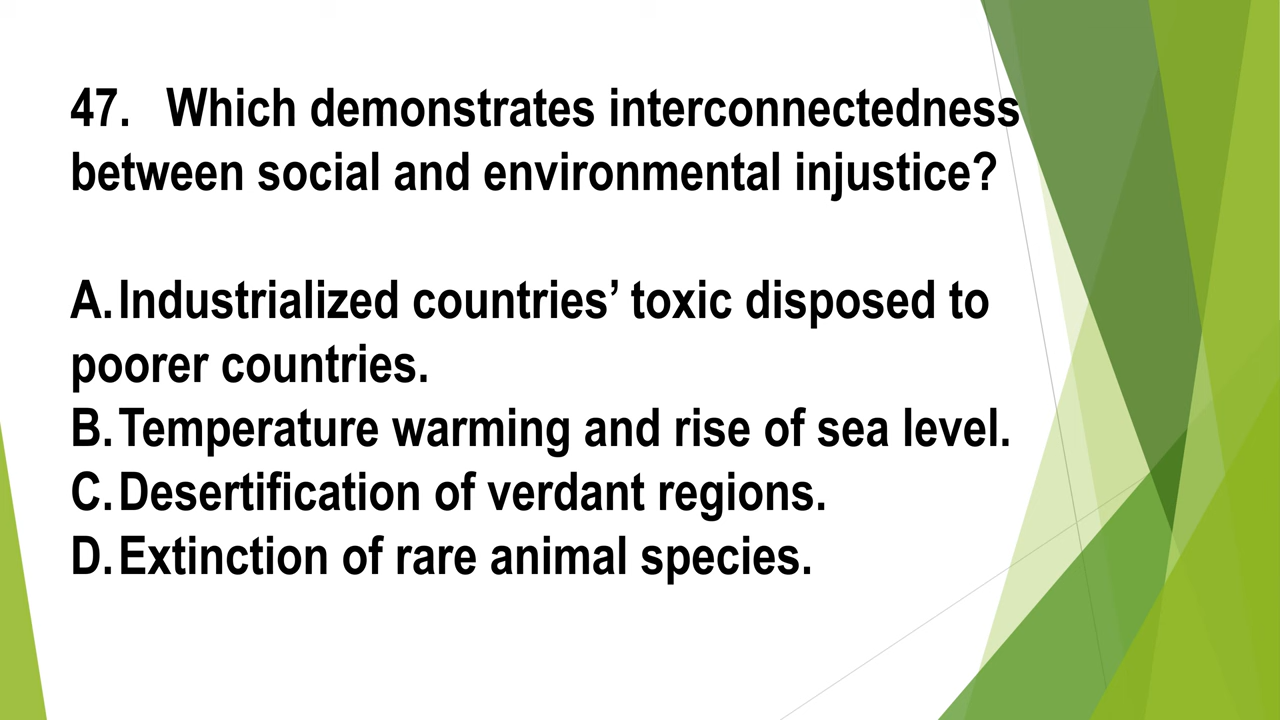 47. Which demonstrates interconnectedness
between social and environmental injustice?
A. Industrialized countries’ toxic disposed to
poorer countries.
B. Temperature warming and rise of sea level.
C. Desertification of verdant regions.
D. Extinction of rare animal species.